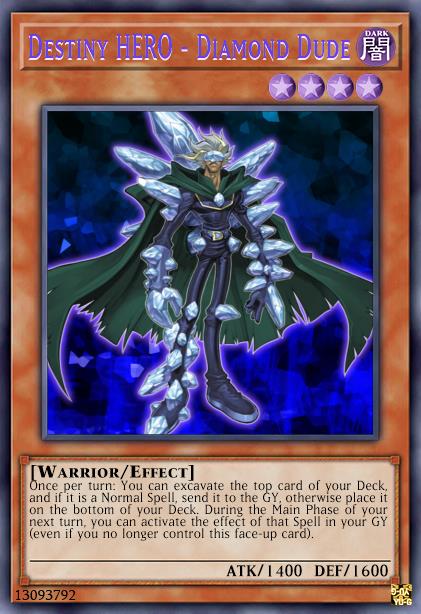 DESTINY HERO - DIAMOND DUDE
DARK
闇
[WARRIOR/EFFECT]
Once per turn: You can excavate the top card of your Deck,
and if it is a Normal Spell, send it to the GY, otherwise place it
on the bottom of your Deck. During the Main Phase of your
next turn, you can activate the effect of that Spell in your GY
(even if you no longer control this face-up card).
ATK/1400 DEF/1600
13093792